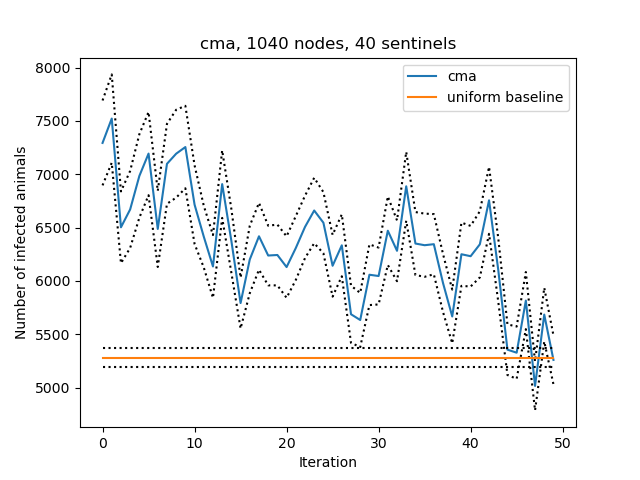 cma, 1040 nodes, 40 sentinels
cma
uniform baseline
8000
7500
7000
6500
6000
5500
5000
Number of infected animals
0 10 20 30 40 50
Iteration